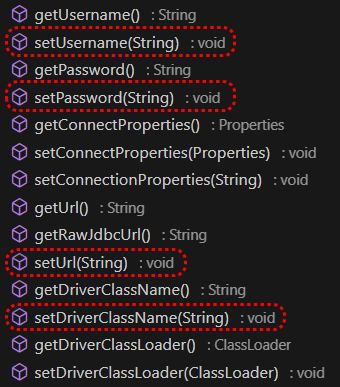 getUsername() : String
setUsername(String) : void
getPassword() : String
setPassword(String) : void
getConnectProperties() : Properties
setConnectProperties(Properties) : void
setConnectionProperties(String) : void
getUrl() : String
getRawJdbcUrl() : String
setUrl(String) : void
getDriverClassName() : String
setDriverClassName(String) : void
getDriverClassLoader() : ClassLoader
setDriverClassLoader(ClassLoader) : void